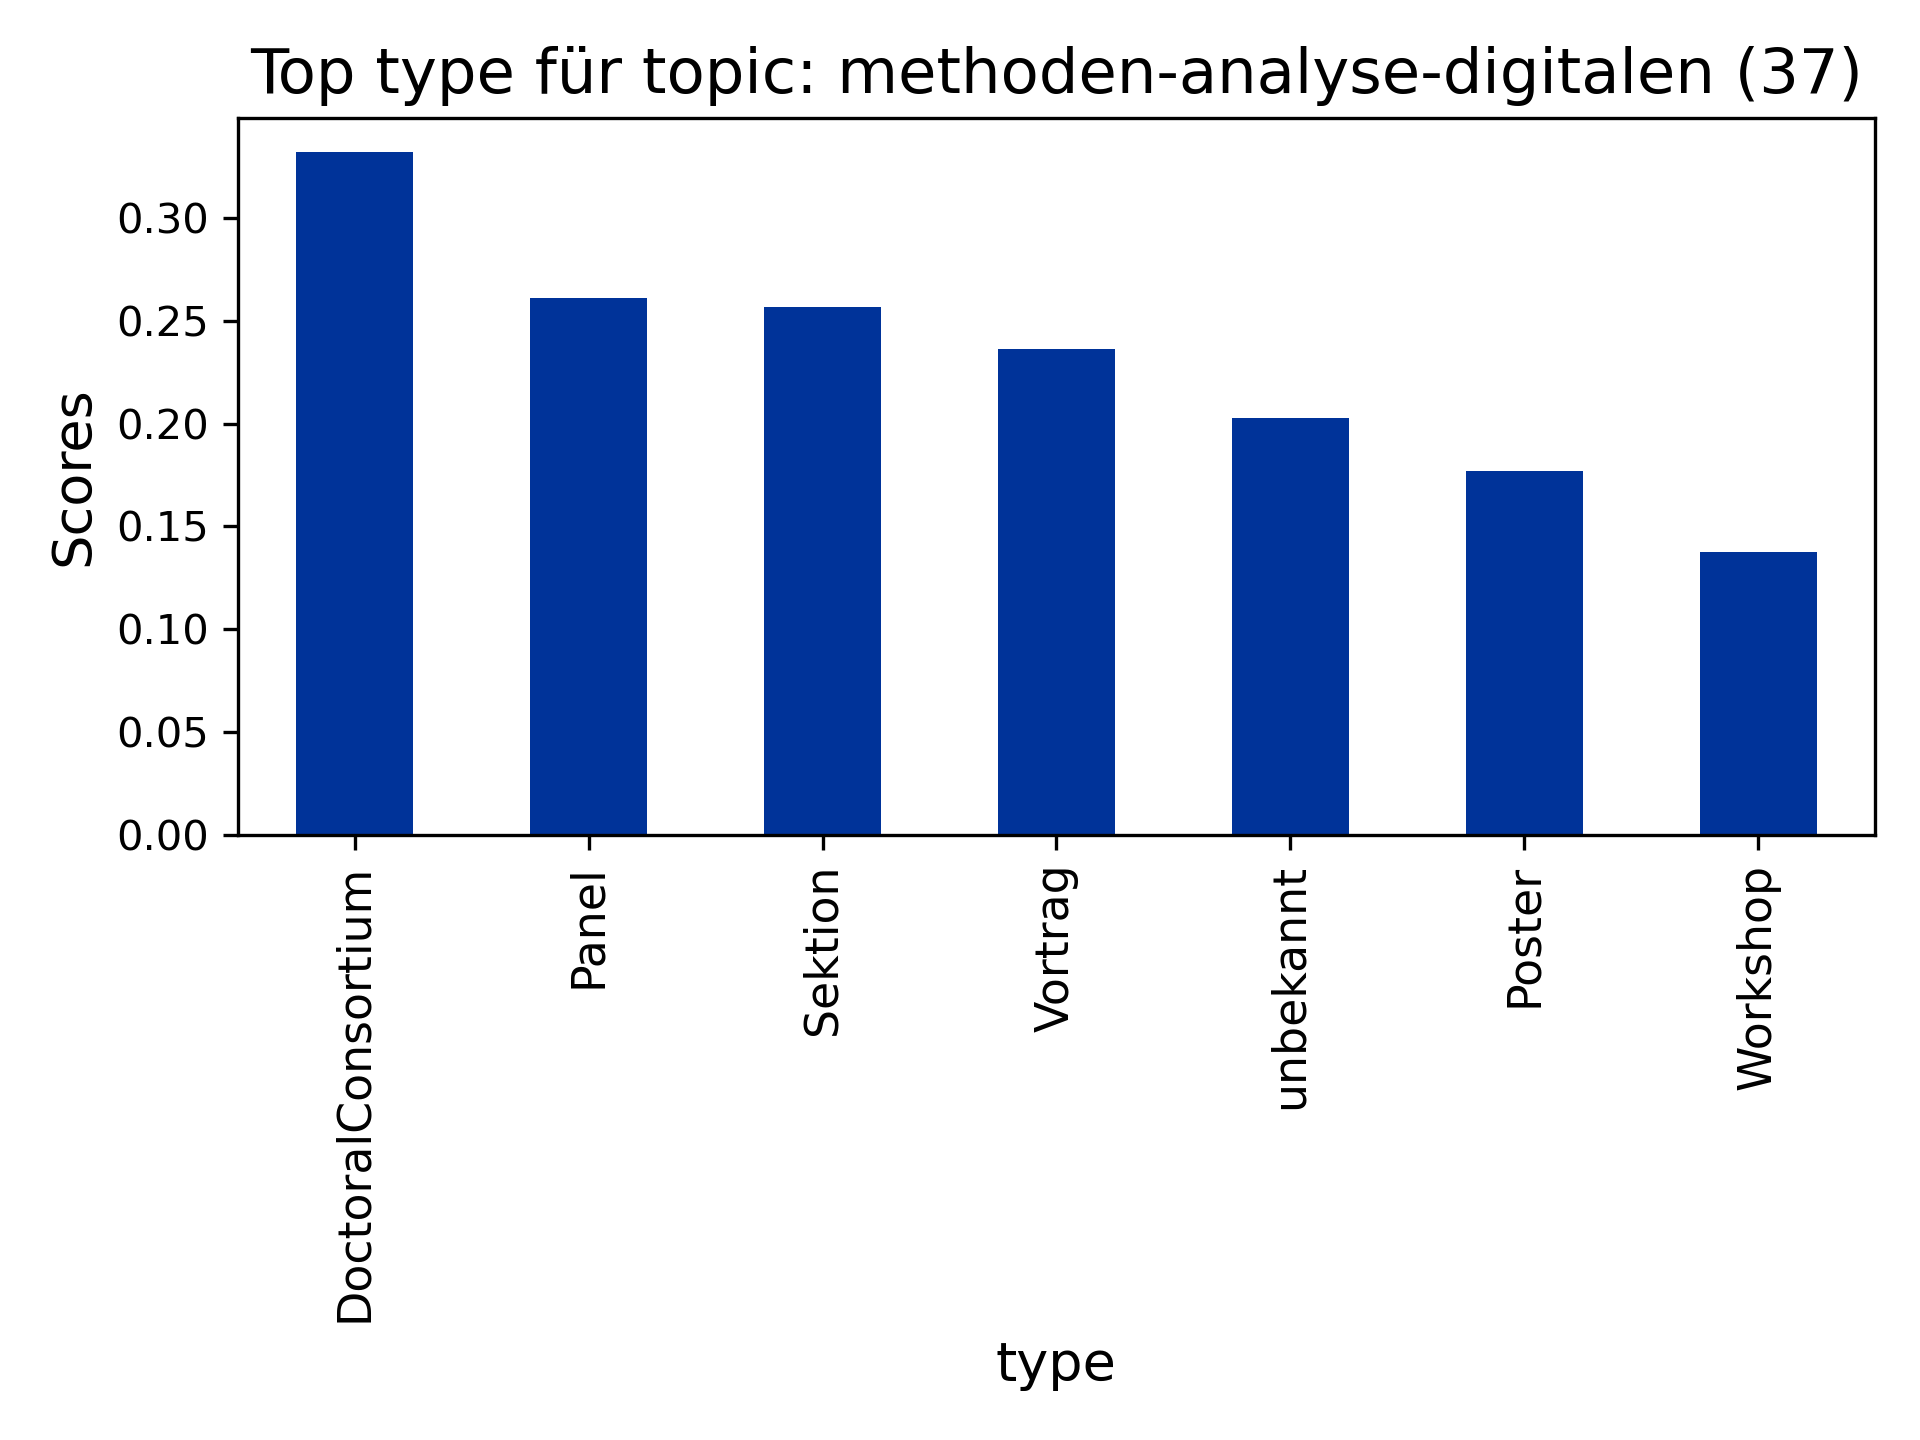 Top type für topic: methoden-analyse-digitalen (37)
Scores
0.30
0.25
0.20
0.15
0.10
0.05
0.00
DoctoralConsortium
Panel
Sektion
Vortrag
unbekannt
Poster
Workshop
type